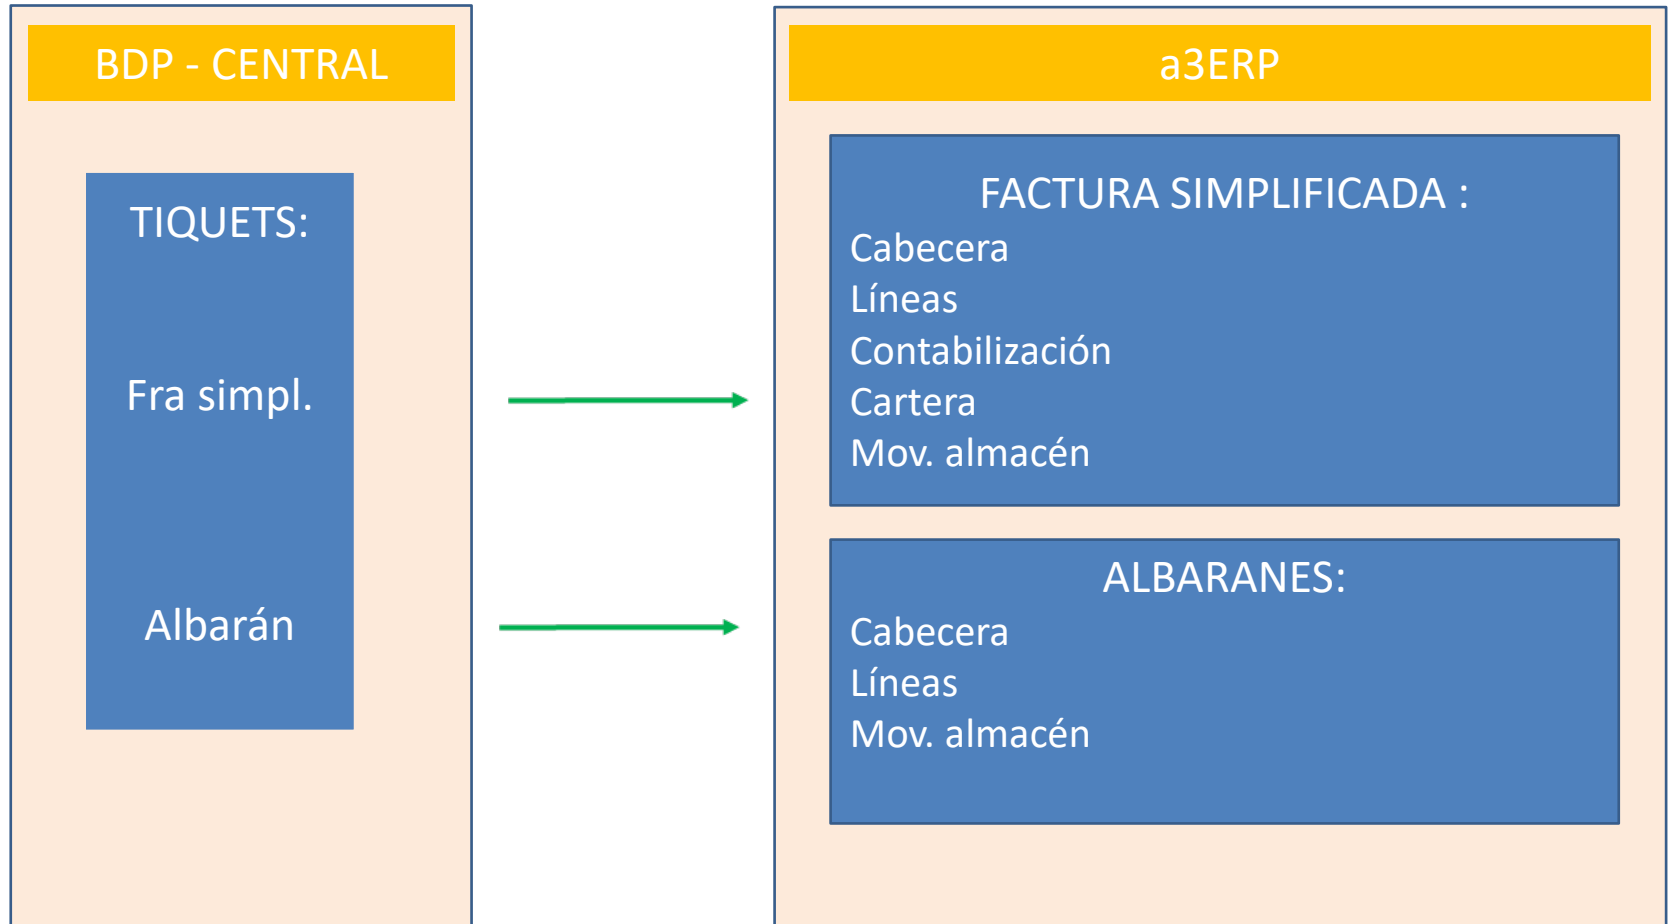 BDP - CENTRAL
TIQUETS:
Fra simpl.
Albarán
a3ERP
FACTURA SIMPLIFICADA :
Cabecera
Líneas
Contabilización
Cartera
Mov. almacén
ALBARANES:
Cabecera
Líneas
Mov. almacén